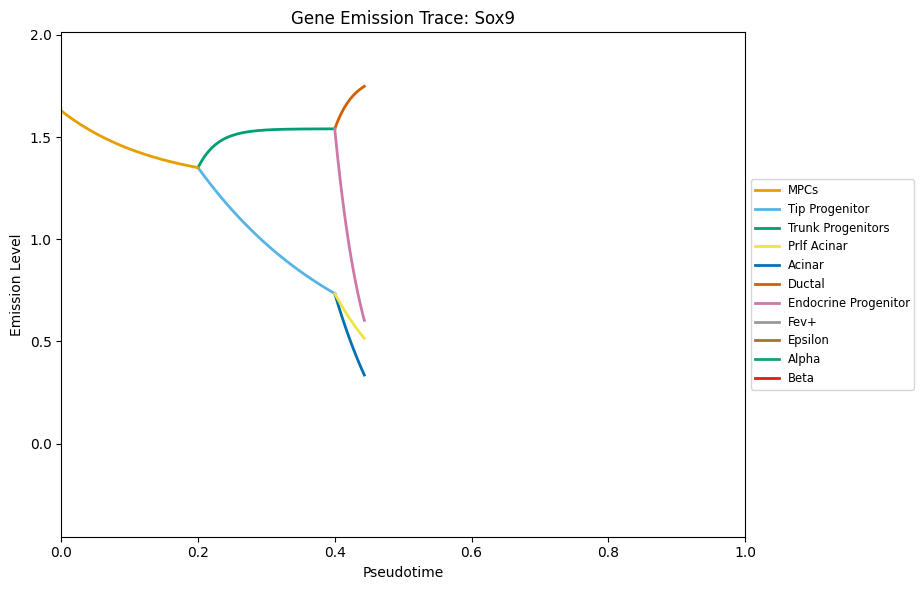 Gene Emission Trace: Sox9
Emission Level
2.0
1.5
1.0
0.5
0.0
0.0 0.2 0.4 0.6 0.8 1.0
Pseudotime
MPCs
Tip Progenitor
Trunk Progenitors
Prlf Acinar
Acinar
Ductal
Endocrine Progenitor
Fev+
Epsilon
Alpha
Beta